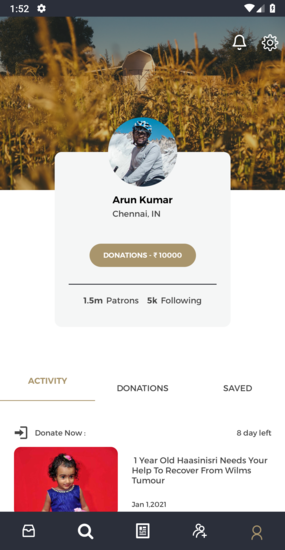 1:52
Arun Kumar
Chennai, IN
DONATIONS - ₹ 10000
1.5m Patrons 5k Following
ACTIVITY DONATIONS SAVED
Donate Now : 8 day left
1 Year Old Haasinisri Needs Your
Help To Recover From Wilms
Tumour
Jan 1,2021